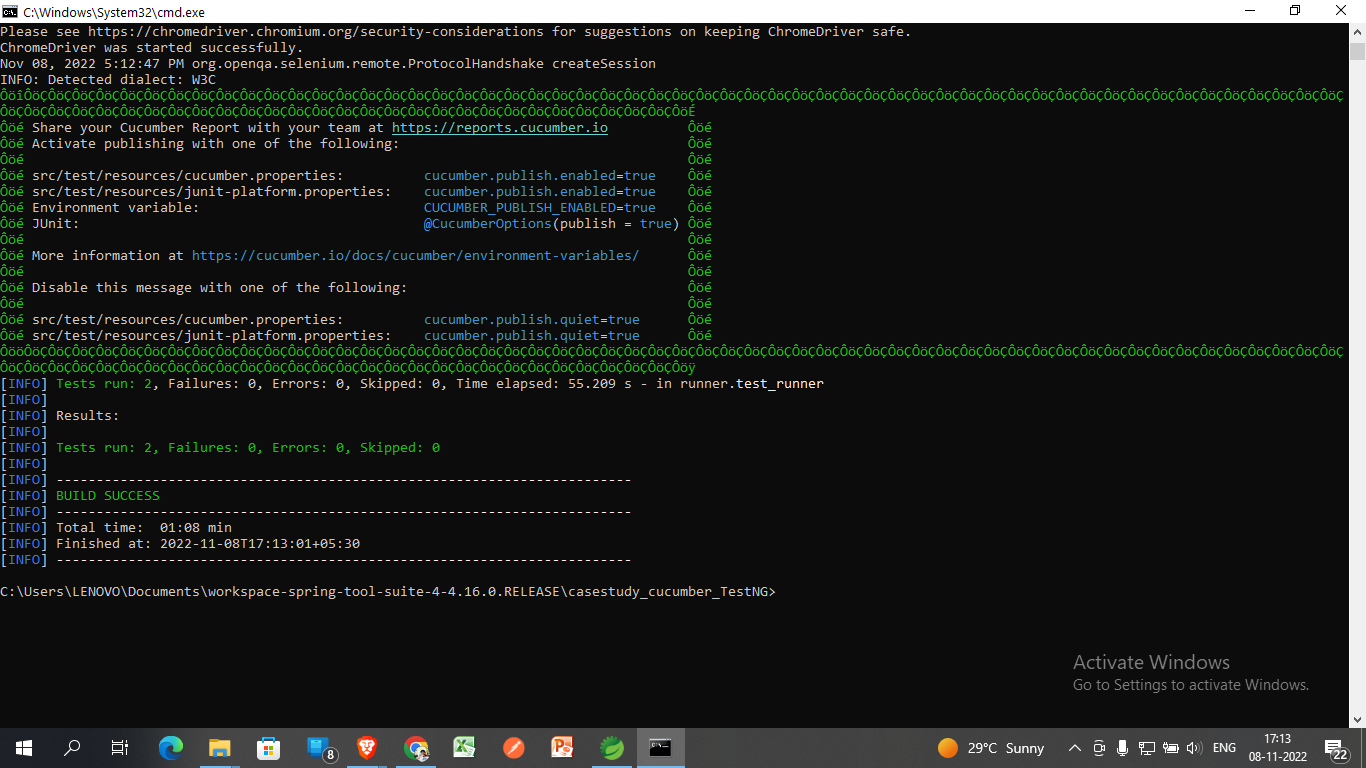 C:\Windows\System32\cmd.exe
Please see https://chromedriver.chromium.org/security-considerations for suggestions on keeping ChromeDriver safe.
ChromeDriver was started successfully.
Nov 08, 2022 5:12:47 PM org.openqa.selenium.remote.ProtocolHandshake createSession
INFO: Detected dialect: W3C
Ôöé Share your Cucumber Report with your team at https://reports.cucumber.io Ôöé
Ôöé Activate publishing with one of the following: Ôöé
Ôöé Ôöé
Ôöé src/test/resources/cucumber.properties: cucumber.publish.enabled=true Ôöé
Ôöé src/test/resources/junit-platform.properties: cucumber.publish.enabled=true Ôöé
Ôöé Environment variable: CUCUMBER_PUBLISH_ENABLED=true Ôöé
Ôöé JUnit: @CucumberOptions(publish = true) Ôöé
Ôöé Ôöé
Ôöé More information at https://cucumber.io/docs/cucumber/environment-variables/ Ôöé
Ôöé Ôöé
Ôöé Disable this message with one of the following: Ôöé
Ôöé Ôöé
Ôöé src/test/resources/cucumber.properties: cucumber.publish.quiet=true Ôöé
Ôöé src/test/resources/junit-platform.properties: cucumber.publish.quiet=true Ôöé
[INFO] Tests run: 2, Failures: 0, Errors: 0, Skipped: 0, Time elapsed: 55.209 s - in runner.test_runner
[INFO]
[INFO] Results:
[INFO]
[INFO] Tests run: 2, Failures: 0, Errors: 0, Skipped: 0
[INFO]
[INFO] ------------------------------------------------------------------------
[INFO] BUILD SUCCESS
[INFO] ------------------------------------------------------------------------
[INFO] Total time:  01:08 min
[INFO] Finished at: 2022-11-08T17:13:01+05:30
[INFO] ------------------------------------------------------------------------
C:\Users\LENOVO\Documents\workspace-spring-tool-suite-4-4.16.0.RELEASE\casestudy_cucumber_TestNG>
Activate Windows
Go to Settings to activate Windows.
8
29°C Sunny
ENG
17:13
08-11-2022
22